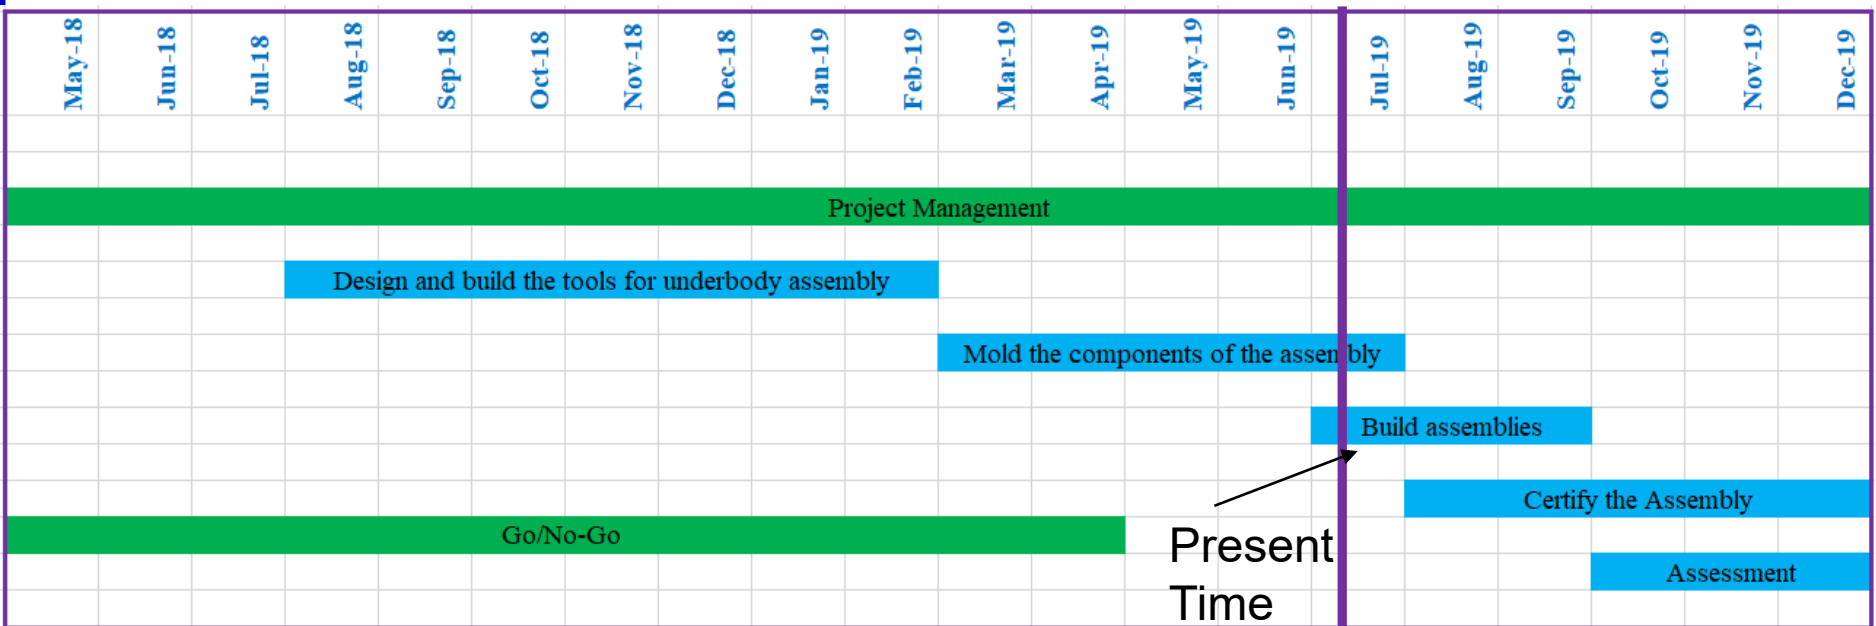 May-18
Jun-18
Jul-18
Aug-18
Sep-18
Oct-18
Nov-18
Dec-18
Jan-19
Feb-19
Mar-19
Apr-19
May-19
Jun-19
Jul-19
Aug-19
Sep-19
Oct-19
Nov-19
Dec-19
Project Management
Design and build the tools for underbody assembly
Mold the components of the assembly
Build assemblies
Certify the Assembly
Go/No-Go
Present
Time
Assessment